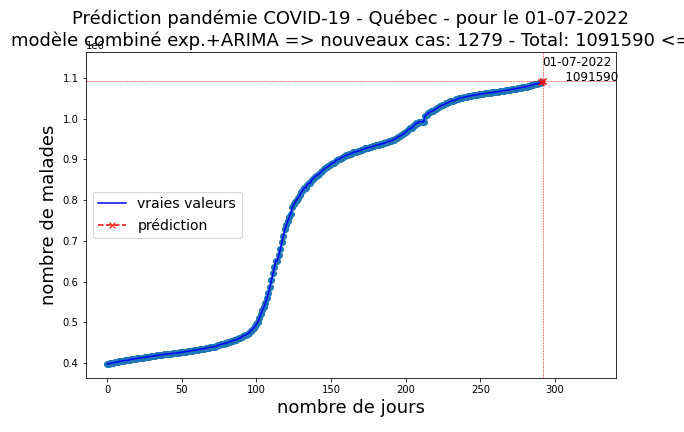 Prédiction pandémie COVID-19 - Québec - pour le 01-07-2022
modèle combiné exp.+ARIMA => nouveaux cas: 1279 - Total: 1091590 <=
1e6
01-07-2022
1091590
1.1
1.0
0.9
0.8
0.7
0.6
0.5
0.4
nombre de malades
vraies valeurs
prédiction
0 50 100 150 200 250 300
nombre de jours